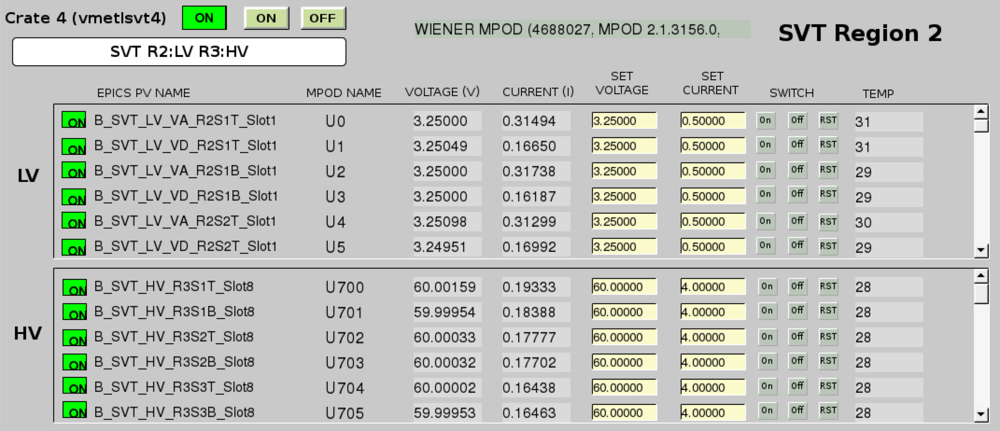 Crate 4 (vmetlsvt4) ON ON OFF
WIENER MPOD (4688027, MPOD 2.1.3156.0,
SVT Region 2
SVT R2:LV R3:HV
EPICS PV NAME MPOD NAME VOLTAGE (V) CURRENT (I) SET VOLTAGE SET CURRENT SWITCH TEMP
LV
ON B_SVT_LV_VA_R2S1T_Slot1 U0 3.25000 0.31494 3.25000 0.50000 On Off RST 31
ON B_SVT_LV_VD_R2S1T_Slot1 U1 3.25049 0.16650 3.25000 0.50000 On Off RST 31
ON B_SVT_LV_VA_R2S1B_Slot1 U2 3.25000 0.31738 3.25000 0.50000 On Off RST 29
ON B_SVT_LV_VD_R2S1B_Slot1 U3 3.25000 0.16187 3.25000 0.50000 On Off RST 29
ON B_SVT_LV_VA_R2S2T_Slot1 U4 3.25098 0.31299 3.25000 0.50000 On Off RST 30
ON B_SVT_LV_VD_R2S2T_Slot1 U5 3.24951 0.16992 3.25000 0.50000 On Off RST 29
HV
ON B_SVT_HV_R3S1T_Slot8 U700 60.00159 0.19333 60.00000 4.00000 On Off RST 28
ON B_SVT_HV_R3S1B_Slot8 U701 59.99954 0.18388 60.00000 4.00000 On Off RST 28
ON B_SVT_HV_R3S2T_Slot8 U702 60.00033 0.17777 60.00000 4.00000 On Off RST 28
ON B_SVT_HV_R3S2B_Slot8 U703 60.00032 0.17702 60.00000 4.00000 On Off RST 28
ON B_SVT_HV_R3S3T_Slot8 U704 60.00002 0.16438 60.00000 4.00000 On Off RST 28
ON B_SVT_HV_R3S3B_Slot8 U705 59.99953 0.16463 60.00000 4.00000 On Off RST 28